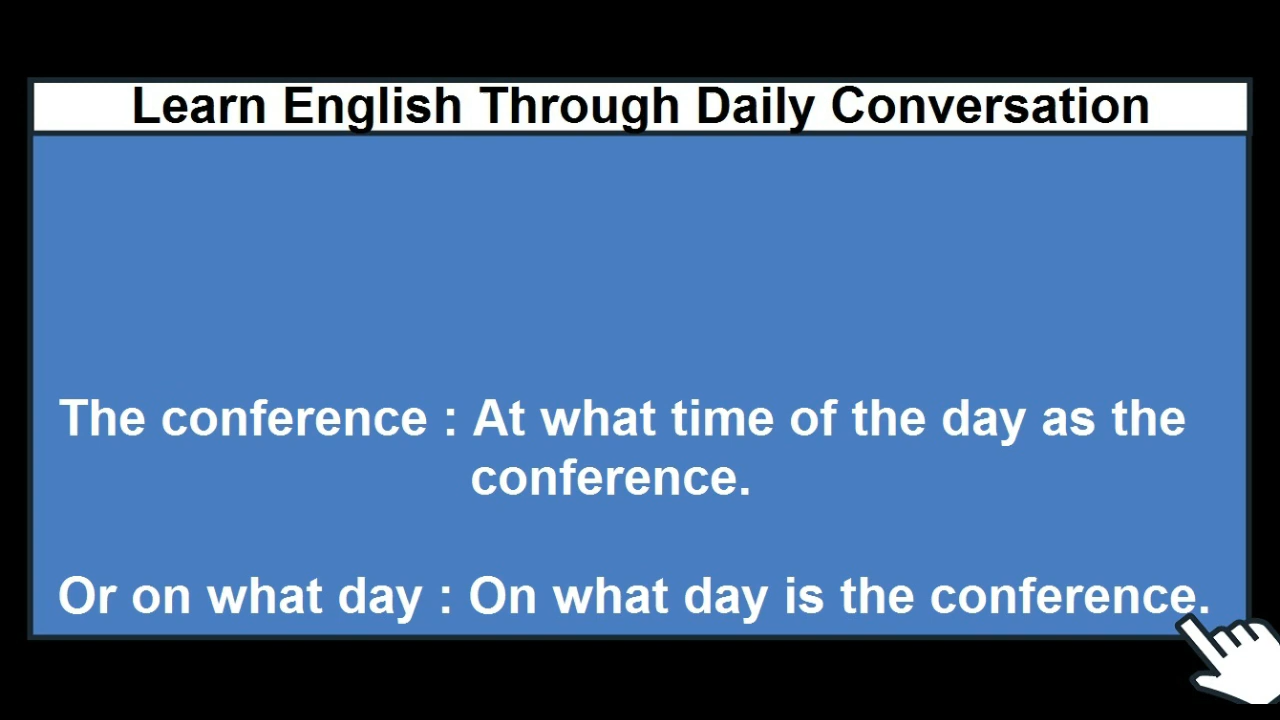 Learn English Through Daily Conversation
The conference : At what time of the day as the
conference.
Or on what day : On what day is the conference.